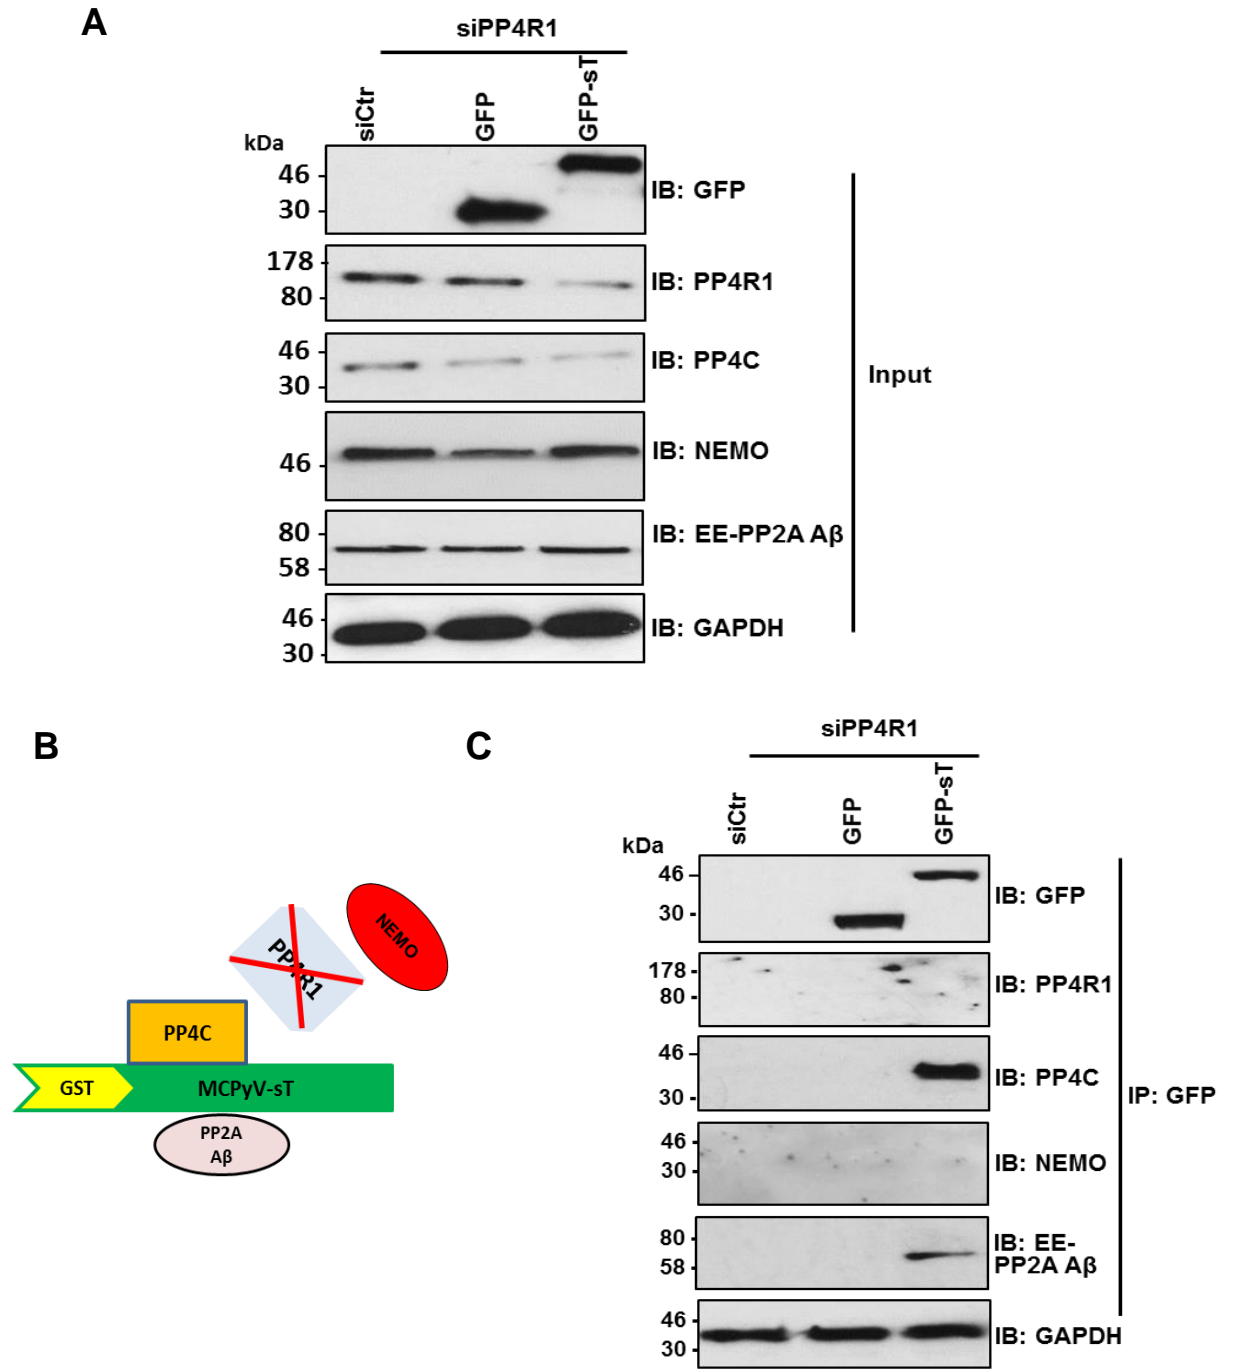 A
siPP4R1
siCtr
GFP
GFP-sT
kDa
46
30
IB: GFP
178
80
IB: PP4R1
46
30
IB: PP4C
46
IB: NEMO
80
58
IB: EE-PP2A Aβ
46
30
IB: GAPDH
Input
B
NEMO
PP4R1
PP4C
GST
MCPyV-sT
PP2A
Aβ
C
siPP4R1
siCtr
GFP
GFP-sT
kDa
46
30
IB: GFP
178
80
IB: PP4R1
46
30
IB: PP4C
46
30
IB: NEMO
80
58
IB: EE-
PP2A Aβ
46
30
IB: GAPDH
IP: GFP